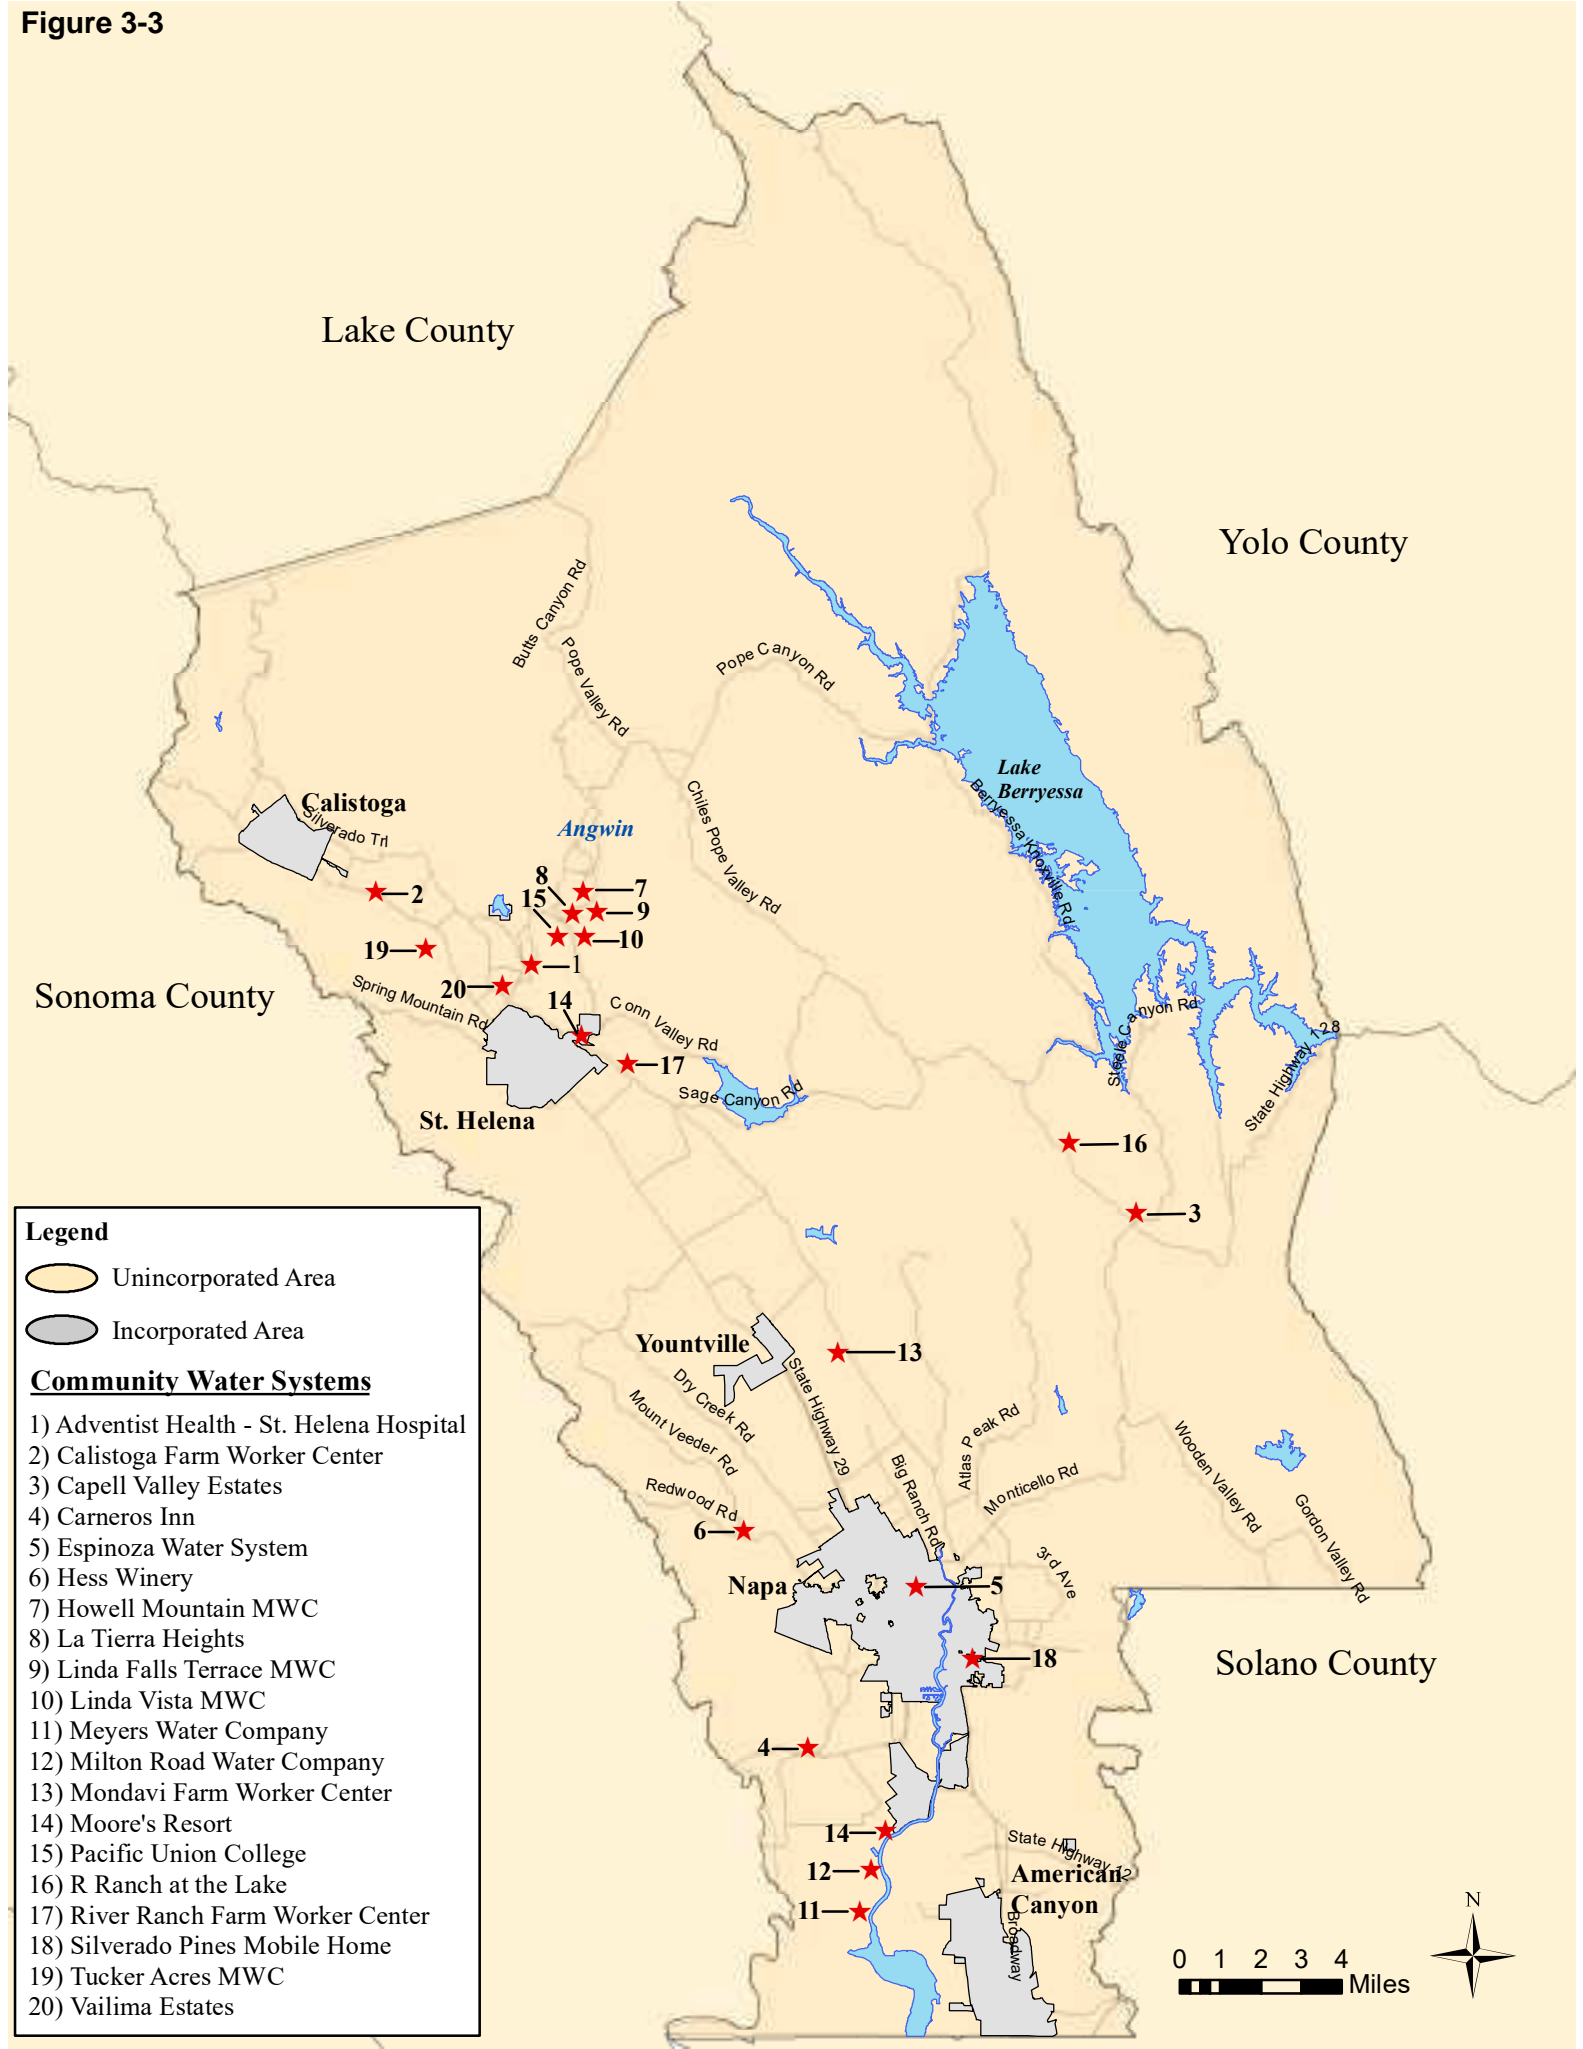 Figure 3-3
Lake County
Yolo County
Butts Canyon Rd
Pope Valley Rd
Pope Canyon Rd
Lake
Berryessa
Berryessa Knoxville Rd
Chiles Pope Valley Rd
Calistoga
Silverado Trl
Angwin
8
7
2
15
9
19
10
1
20
14
Sonoma County
Spring Mountain Rd
Conn Valley Rd
Steele Canyon Rd
State Highway 128
17
Sage Canyon Rd
St. Helena
16
3
Yountville
13
Dry Creek Rd
State Highway 29
Mount Veeder Rd
Redwood Rd
6
Big Ranch Rd
Atlas Peak Rd
Monticello Rd
Wooden Valley Rd
Gordon Valley Rd
3rd Ave
Napa
5
18
Solano County
4
14
State Highway 12
12
American
Canyon
11
Broadway
Legend
Unincorporated Area
Incorporated Area
Community Water Systems
1) Adventist Health - St. Helena Hospital
2) Calistoga Farm Worker Center
3) Capell Valley Estates
4) Carneros Inn
5) Espinoza Water System
6) Hess Winery
7) Howell Mountain MWC
8) La Tierra Heights
9) Linda Falls Terrace MWC
10) Linda Vista MWC
11) Meyers Water Company
12) Milton Road Water Company
13) Mondavi Farm Worker Center
14) Moore's Resort
15) Pacific Union College
16) R Ranch at the Lake
17) River Ranch Farm Worker Center
18) Silverado Pines Mobile Home
19) Tucker Acres MWC
20) Vailima Estates
N
0 1 2 3 4
Miles